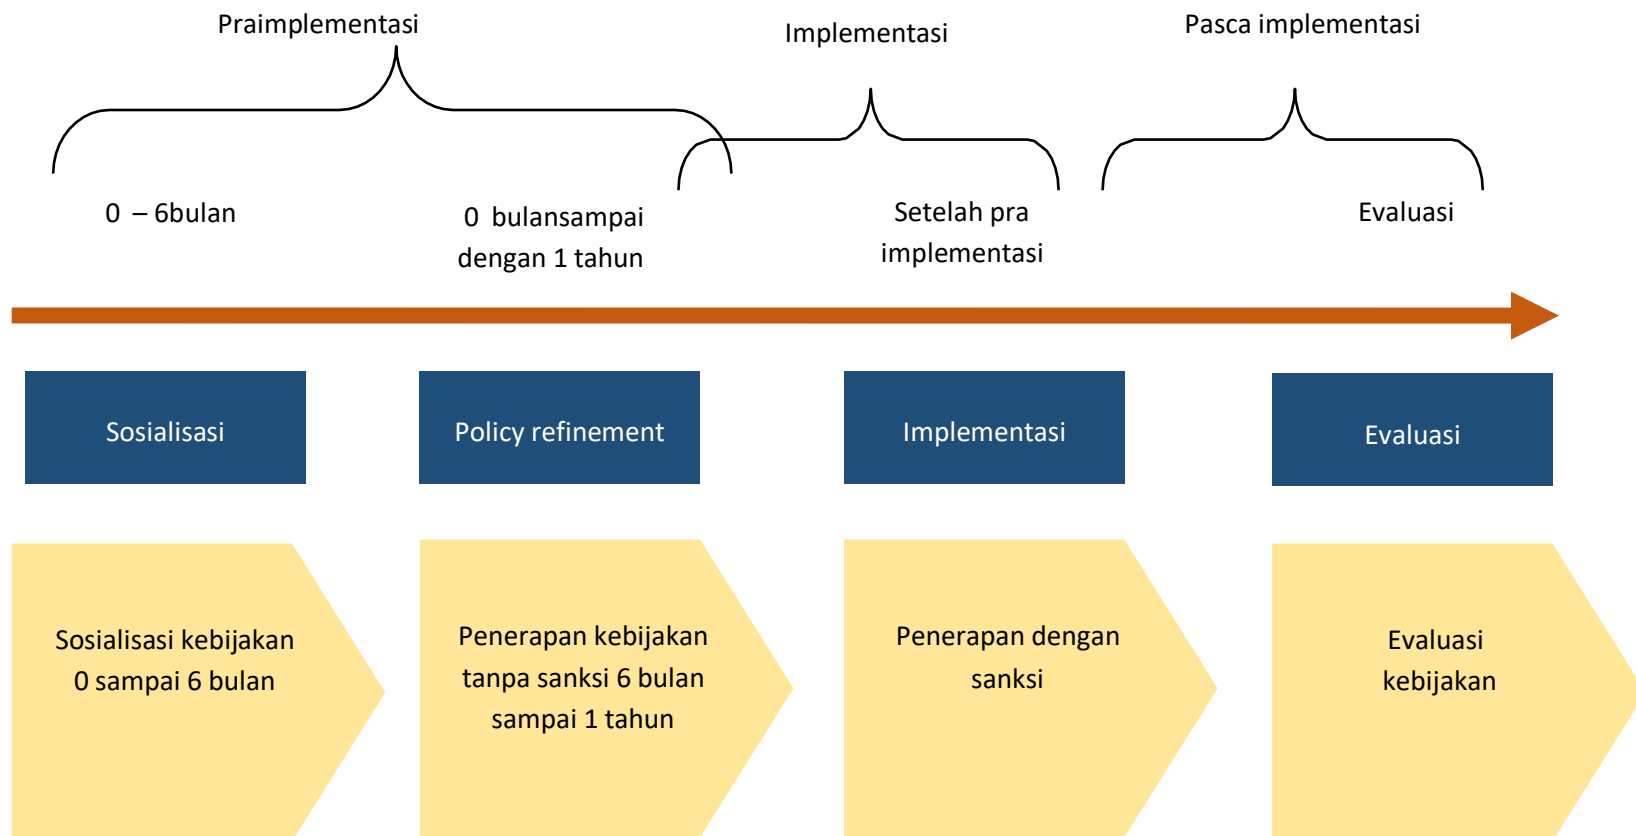 Praimplementasi
Implementasi
Pasca implementasi
0 – 6bulan
0 bulansampai
dengan 1 tahun
Setelah pra
implementasi
Evaluasi
Sosialisasi
Policy refinement
Implementasi
Evaluasi
Sosialisasi kebijakan
0 sampai 6 bulan
Penerapan kebijakan
tanpa sanksi 6 bulan
sampai 1 tahun
Penerapan dengan
sanksi
Evaluasi
kebijakan